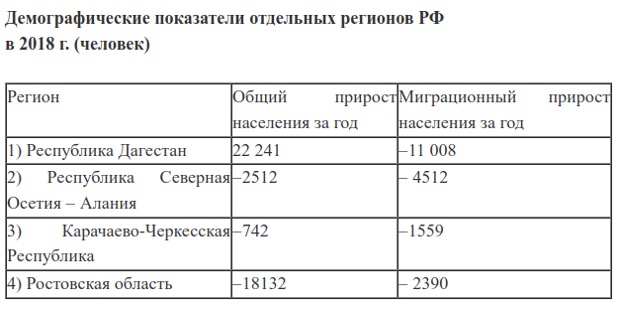 Демографические показатели отдельных регионов РФ
в 2018 г. (человек)
Регион
Общий прирост
населения за год
Миграционный прирост
населения за год
1) Республика Дагестан
22 241
–11 008
2) Республика Северная
Осетия – Алания
–2512
– 4512
3) Карачаево-Черкесская
Республика
–742
–1559
4) Ростовская область
–18132
– 2390